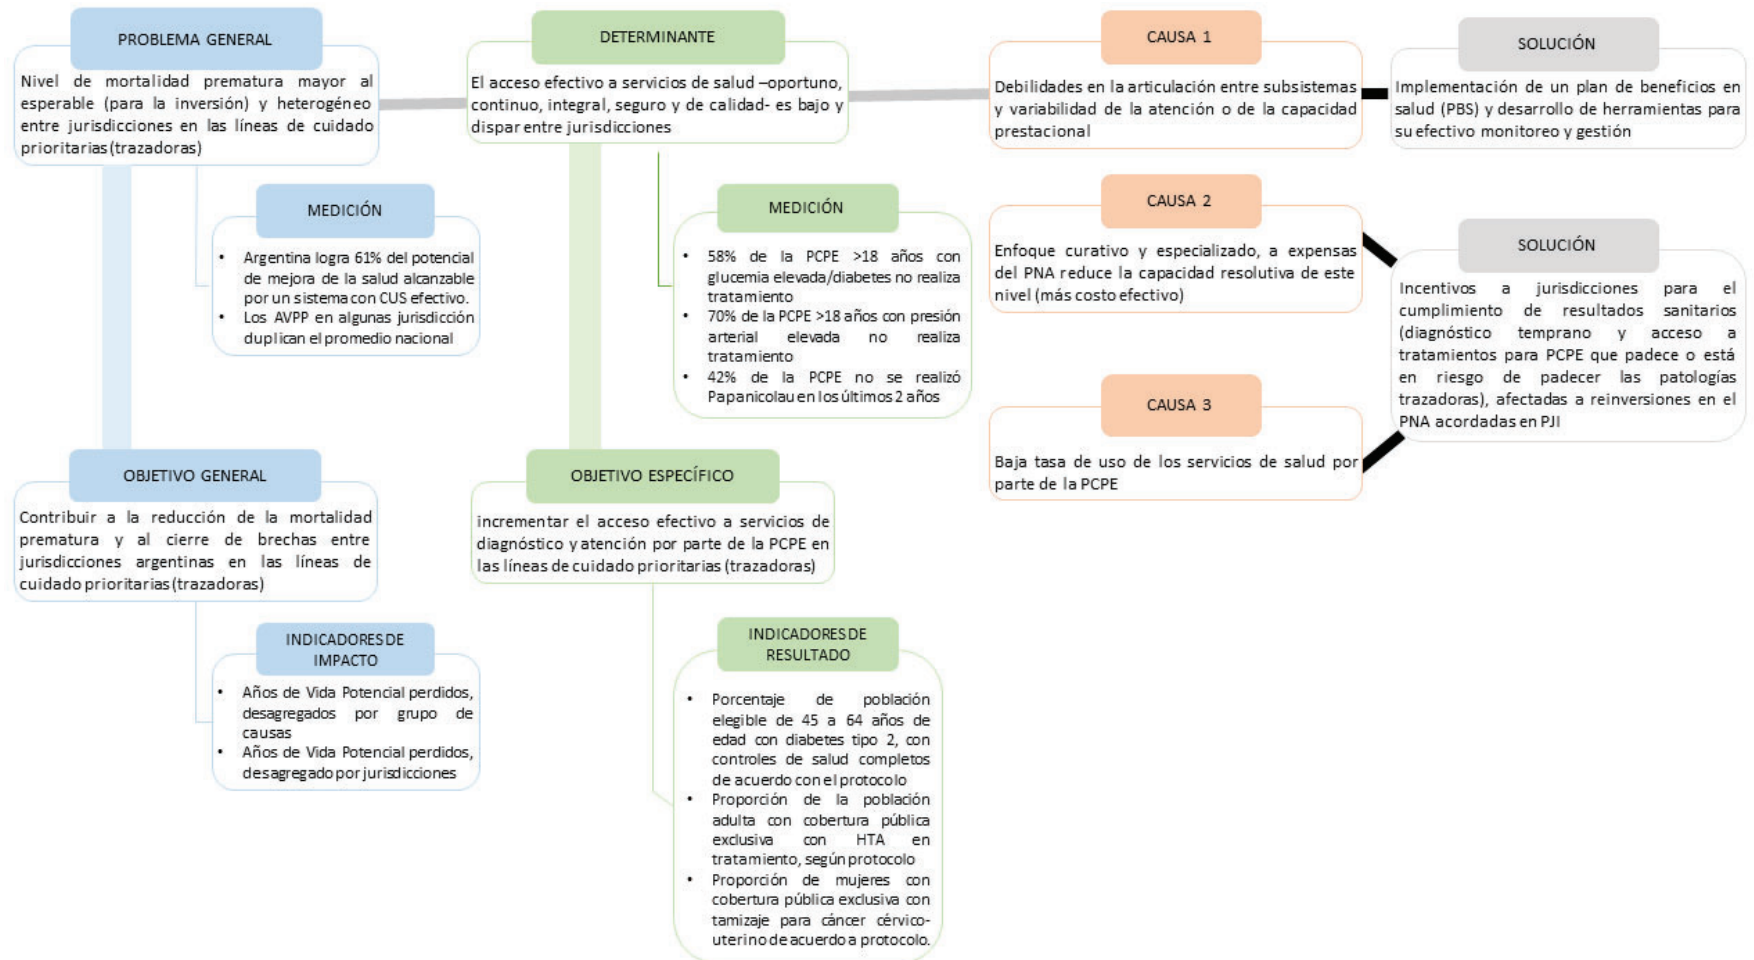 PROBLEMA GENERAL
Nivel de mortalidad prematura mayor al
esperable (para la inversión) y heterogéneo
entre jurisdicciones en las líneas de cuidado
prioritarias (trazadoras)
MEDICIÓN
• Argentina logra 61% del potencial
de mejora de la salud alcanzable
por un sistema con CUS efectivo.
• Los AVPP en algunas jurisdicción
duplican el promedio nacional
OBJETIVO GENERAL
Contribuir a la reducción de la mortalidad
prematura y al cierre de brechas entre
jurisdicciones argentinas en las líneas de
cuidado prioritarias (trazadoras)
INDICADORES DE
IMPACTO
• Años de Vida Potencial perdidos,
desagregados por grupo de
causas
• Años de Vida Potencial perdidos,
desagregado por jurisdicciones
DETERMINANTE
El acceso efectivo a servicios de salud –oportuno,
continuo, integral, seguro y de calidad- es bajo y
dispar entre jurisdicciones
MEDICIÓN
• 58% de la PCPE >18 años con
glucemia elevada/diabetes no realiza
tratamiento
• 70% de la PCPE >18 años con presión
arterial elevada no realiza
tratamiento
• 42% de la PCPE no se realizó
Papanicolau en los últimos 2 años
OBJETIVO ESPECÍFICO
incrementar el acceso efectivo a servicios de
diagnóstico y atención por parte de la PCPE en
las líneas de cuidado prioritarias (trazadoras)
INDICADORES DE
RESULTADO
• Porcentaje de población
elegible de 45 a 64 años de
edad con diabetes tipo 2, con
controles de salud completos
de acuerdo con el protocolo
• Proporción de la población
adulta con cobertura pública
exclusiva con HTA en
tratamiento, según protocolo
• Proporción de mujeres con
cobertura pública exclusiva con
tamizaje para cáncer cérvico-
uterino de acuerdo a protocolo.
CAUSA 1
Debilidades en la articulación entre subsistemas
y variabilidad de la atención o de la capacidad
prestacional
CAUSA 2
Enfoque curativo y especializado, a expensas
del PNA reduce la capacidad resolutiva de este
nivel (más costo efectivo)
CAUSA 3
Baja tasa de uso de los servicios de salud por
parte de la PCPE
SOLUCIÓN
Implementación de un plan de beneficios en
salud (PBS) y desarrollo de herramientas para
su efectivo monitoreo y gestión
SOLUCIÓN
Incentivos a jurisdicciones para el
cumplimiento de resultados sanitarios
(diagnóstico temprano y acceso a
tratamientos para PCPE que padece o está
en riesgo de padecer las patologías
trazadoras), afectadas a reinversiones en el
PNA acordadas en PJI